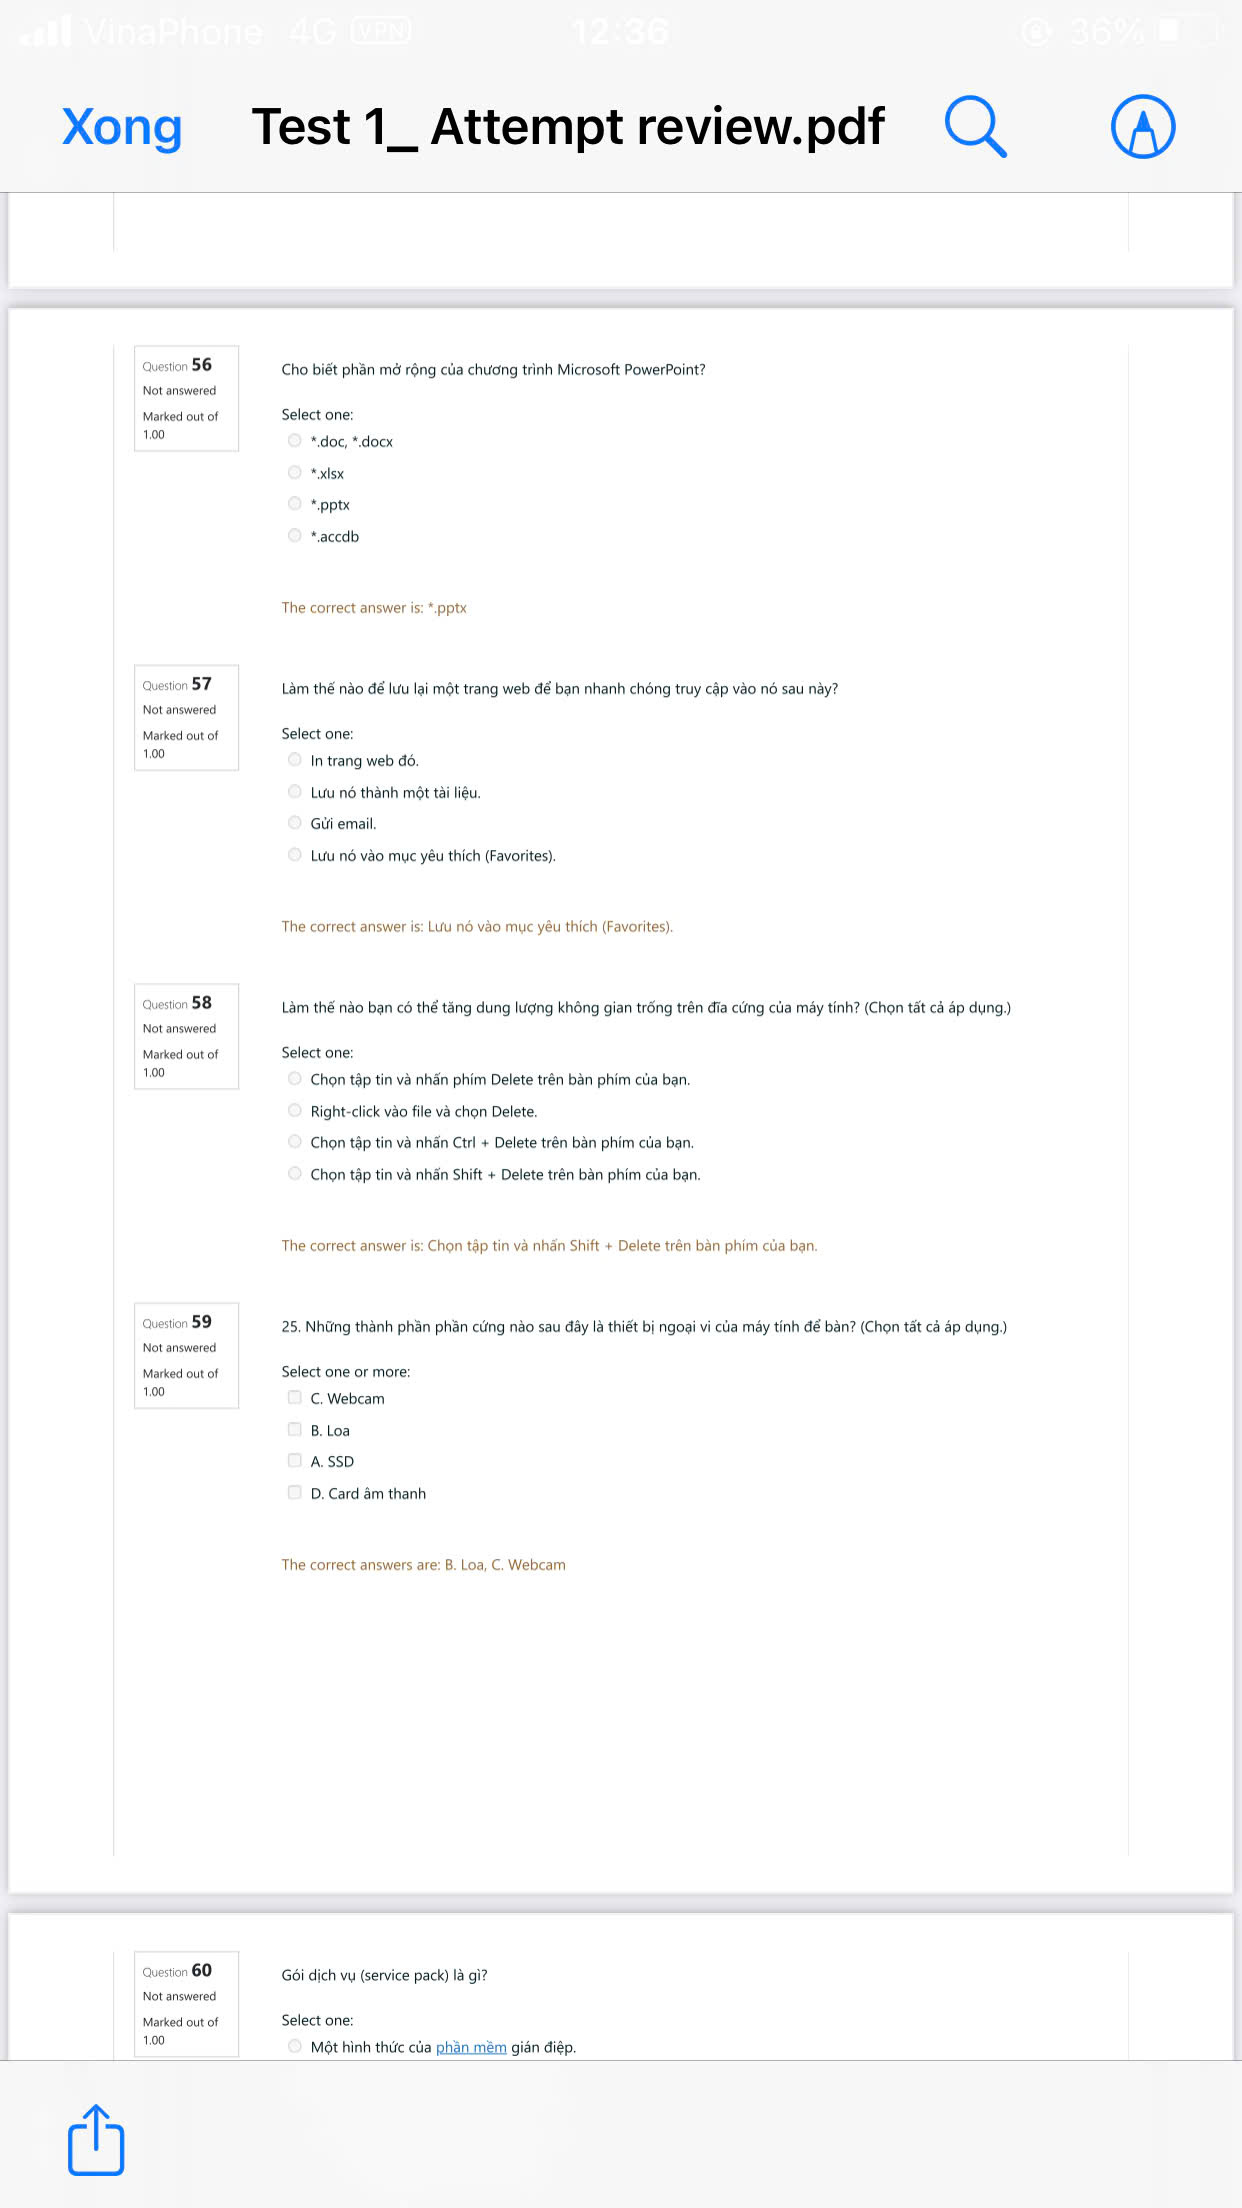 VinaPhone 4G VPN 12:36 36%
Xong Test 1_ Attempt review.pdf
Question 56
Not answered
Marked out of
1.00
Cho biết phần mở rộng của chương trình Microsoft PowerPoint?
Select one:
*.doc, *.docx
*.xlsx
*.pptx
*.accdb
The correct answer is: *.pptx
Question 57
Not answered
Marked out of
1.00
Làm thế nào để lưu lại một trang web để bạn nhanh chóng truy cập vào nó sau này?
Select one:
In trang web đó.
Lưu nó thành một tài liệu.
Gửi email.
Lưu nó vào mục yêu thích (Favorites).
The correct answer is: Lưu nó vào mục yêu thích (Favorites).
Question 58
Not answered
Marked out of
1.00
Làm thế nào bạn có thể tăng dung lượng không gian trống trên đĩa cứng của máy tính? (Chọn tất cả áp dụng.)
Select one:
Chọn tập tin và nhấn phím Delete trên bàn phím của bạn.
Right-click vào file và chọn Delete.
Chọn tập tin và nhấn Ctrl + Delete trên bàn phím của bạn.
Chọn tập tin và nhấn Shift + Delete trên bàn phím của bạn.
The correct answer is: Chọn tập tin và nhấn Shift + Delete trên bàn phím của bạn.
Question 59
Not answered
Marked out of
1.00
25. Những thành phần phần cứng nào sau đây là thiết bị ngoại vi của máy tính để bàn? (Chọn tất cả áp dụng.)
Select one or more:
C. Webcam
B. Loa
A. SSD
D. Card âm thanh
The correct answers are: B. Loa, C. Webcam
Question 60
Not answered
Marked out of
1.00
Gói dịch vụ (service pack) là gì?
Select one:
Một hình thức của phần mềm gián điệp.